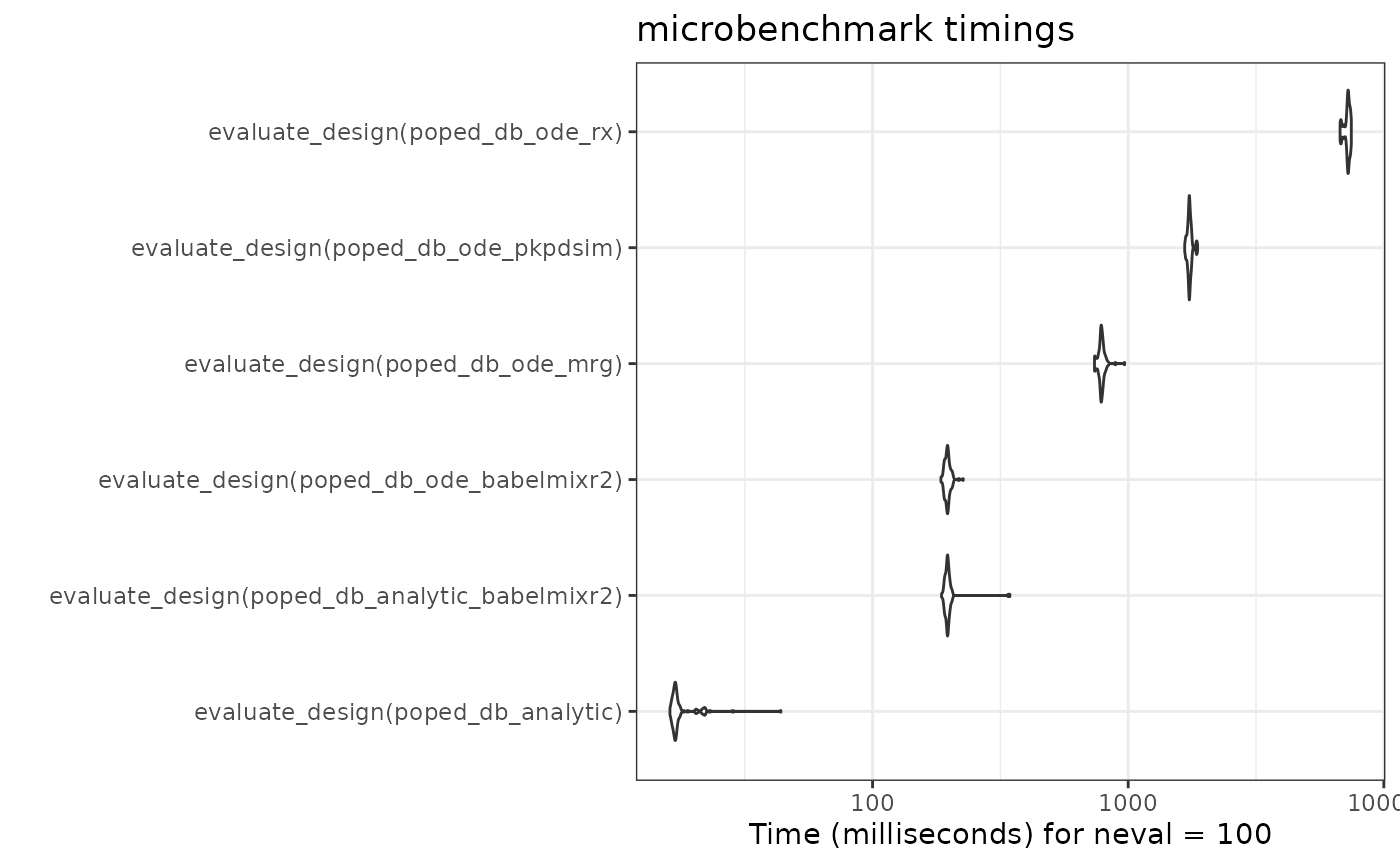 microbenchmark timings
evaluate_design(poped_db_ode_rx)
evaluate_design(poped_db_ode_pkpdsim)
evaluate_design(poped_db_ode_mrg)
evaluate_design(poped_db_ode_babelmixr2)
evaluate_design(poped_db_analytic_babelmixr2)
evaluate_design(poped_db_analytic)
100 1000 1000
Time (milliseconds) for neval = 100